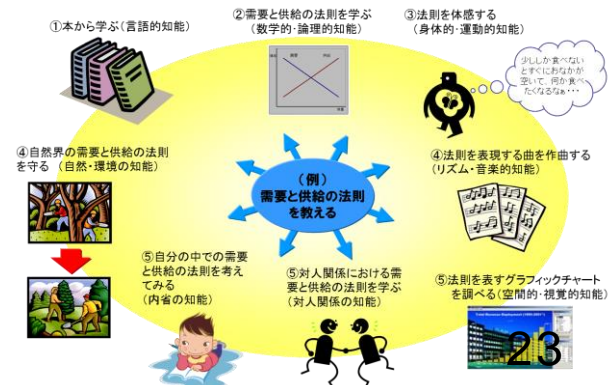 ①本から学ぶ(言語的知能)
②需要と供給の法則を学ぶ
(数学的・論理的知能)
③法則を体感する
(身体的・運動的知能)
少ししか食べない
とすぐにおなかが
空いて、何か食べ
たくなるなぁ・・・
④自然界の需要と供給の法則
を守る (自然・環境の知能)
(例)
需要と供給の法則
を教える
④法則を表現する曲を作曲する
(リズム・音楽的知能)
⑤自分の中での需要
と供給の法則を考え
てみる
(内省の知能)
⑤対人関係における需
要と供給の法則を学ぶ
(対人関係の知能)
⑤法則を表すグラフィックチャート
を調べる(空間的・視覚的知能)
23